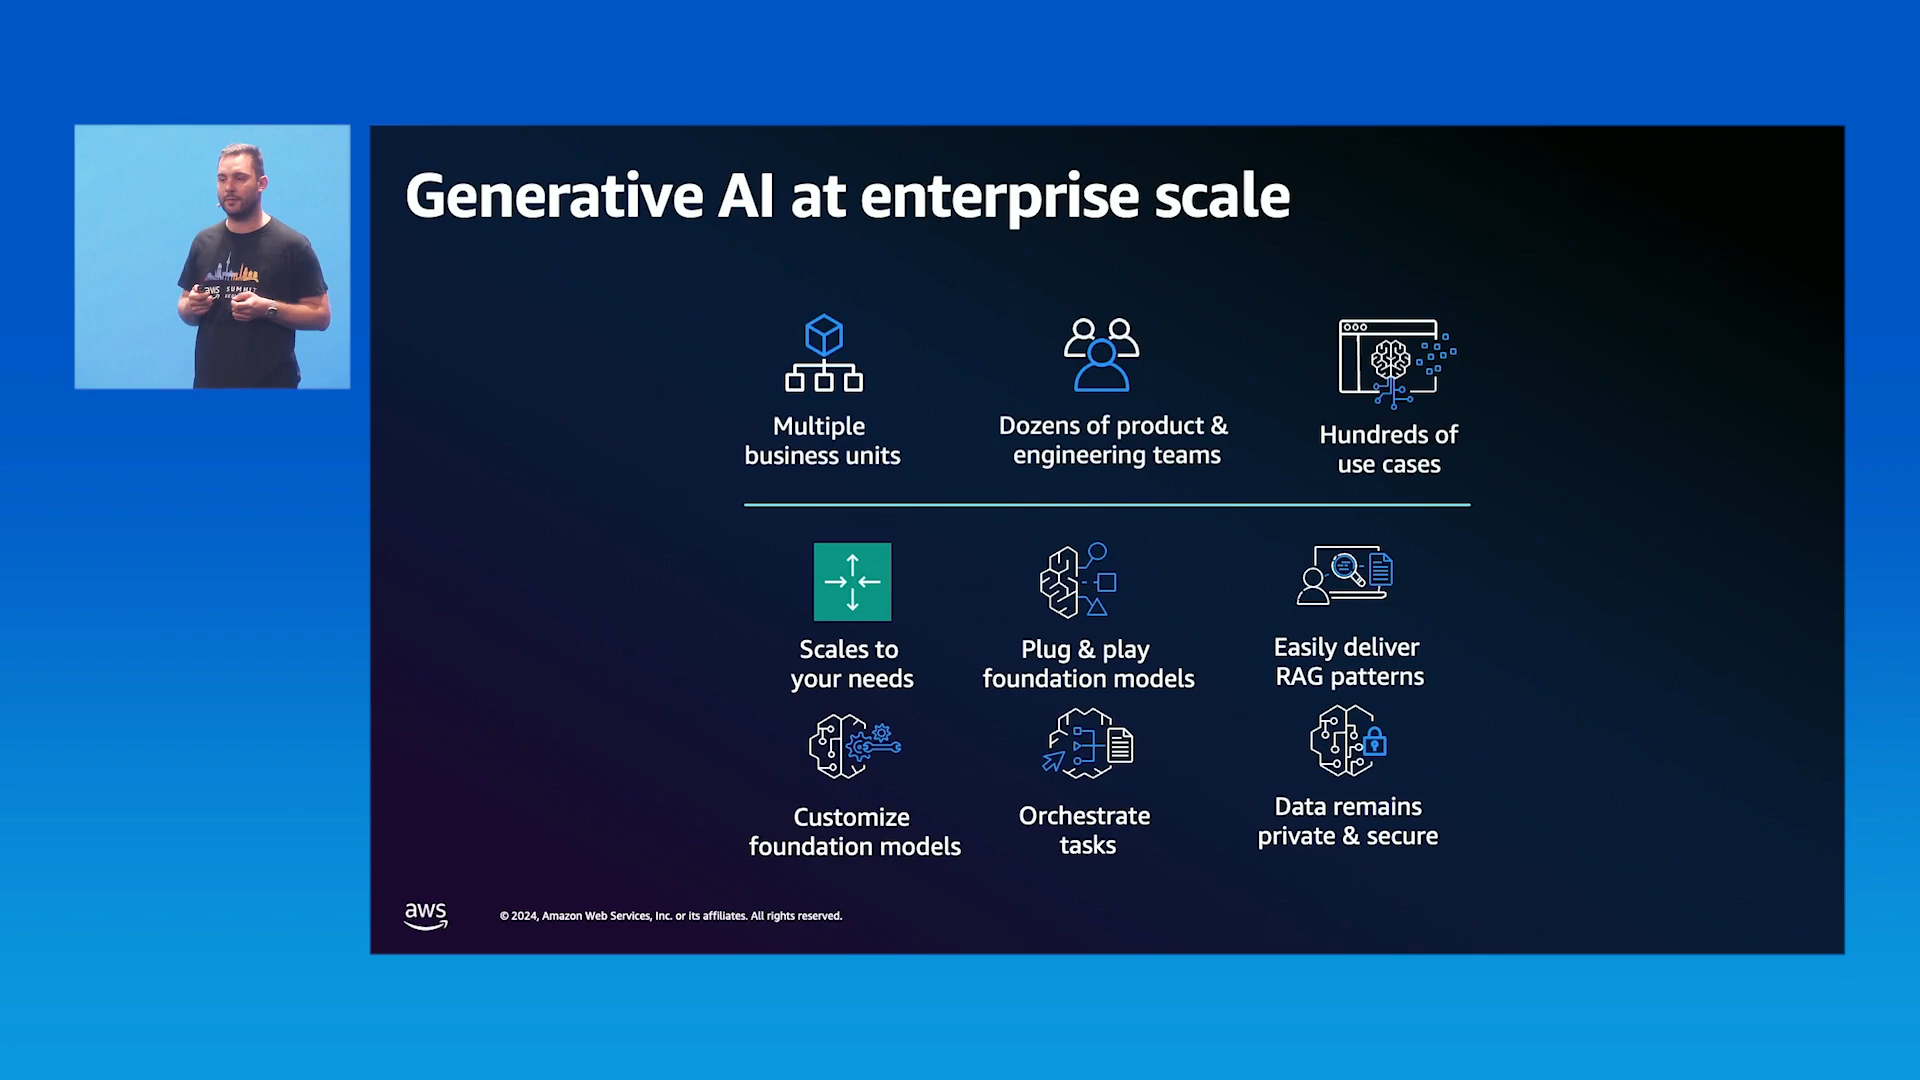 Generative AI at enterprise scale
Multiple
business units
Dozens of product &
engineering teams
Hundreds of
use cases
Scales to
your needs
Plug & play
foundation models
Easily deliver
RAG patterns
Customize
foundation models
Orchestrate
tasks
Data remains
private & secure
aws
© 2024, Amazon Web Services, Inc. or its affiliates. All rights reserved.
aws SUMMIT